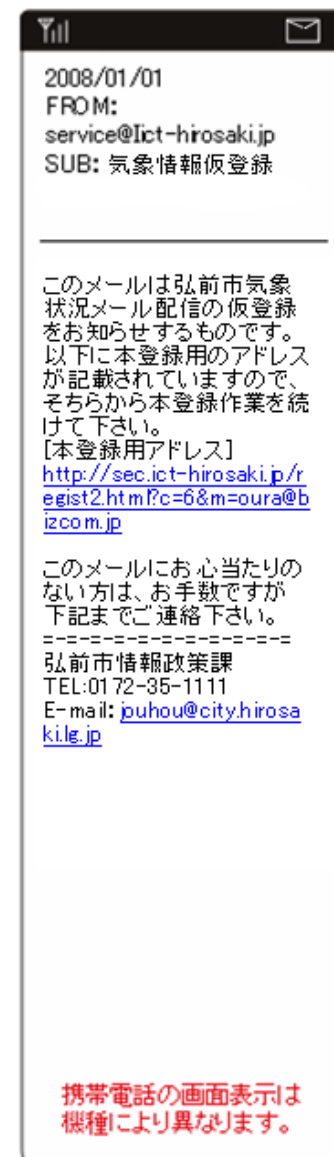 2008/01/01
FROM:
service@Iict-hirosaki.jp
SUB: 気象情報仮登録
このメールは弘前市気象
状況メール配信の仮登録
をお知らせするものです。
以下に本登録用のアドレス
が記載されていますので、
そちらから本登録作業を続
けて下さい。
[本登録用アドレス]
http://sec.ict-hirosaki.jp/r
egist2.html?c=6&m=oura@b
izcom.jp
このメールにお心当たりの
ない方は、お手数ですが
下記までご連絡下さい。
=-=-=-=-=-=-=-=-=-=-=
弘前市情報政策課
TEL:0172-35-1111
E-mail: jouhou@city.hirosa
ki.lg.jp
携帯電話の画面表示は
機種により異なります。